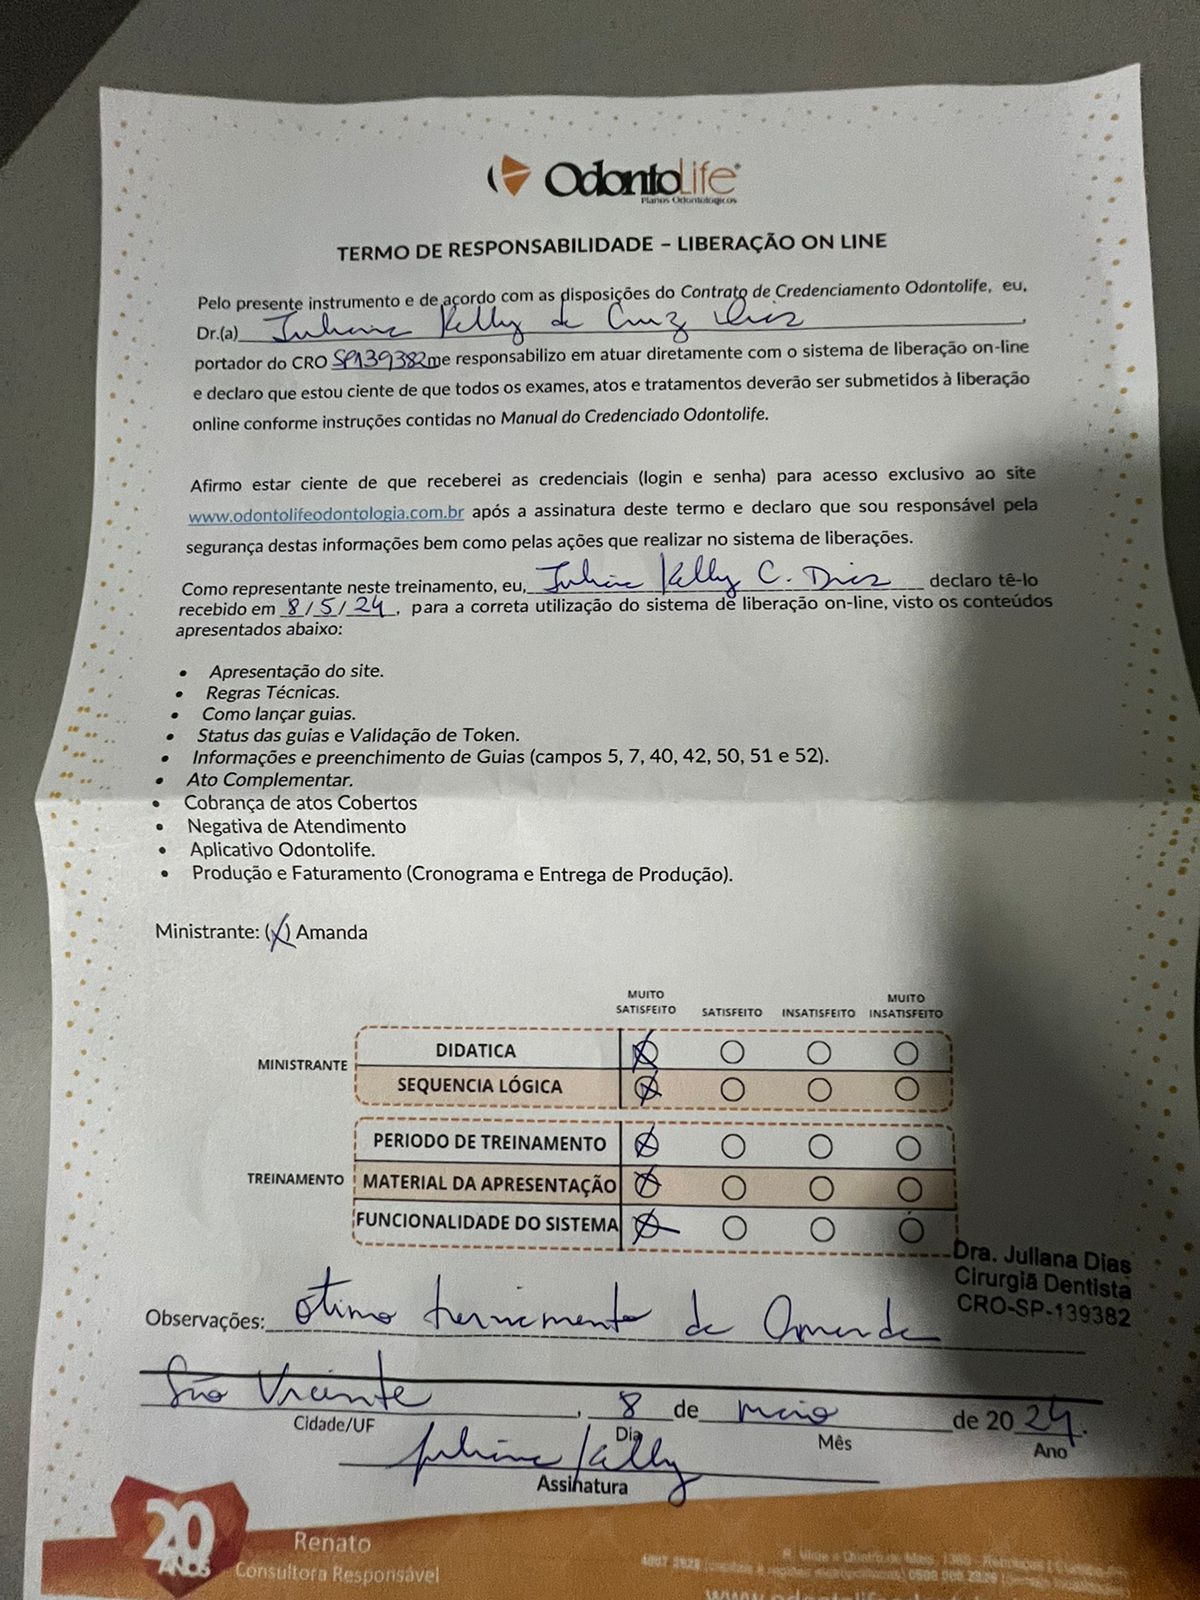 OdontoLife®
Planos Odontológicos
TERMO DE RESPONSABILIDADE – LIBERAÇÃO ON LINE
Pelo presente instrumento e de acordo com as disposições do Contrato de Credenciamento Odontolife, eu,
Dr.(a) Juliana Kelly da Cruz Dias,
portador do CRO SP139382 me responsabilizo em atuar diretamente com o sistema de liberação on-line
e declaro que estou ciente de que todos os exames, atos e tratamentos deverão ser submetidos à liberação
online conforme instruções contidas no Manual do Credenciado Odontolife.
Afirmo estar ciente de que receberei as credenciais (login e senha) para acesso exclusivo ao site
www.odontolifeodontologia.com.br após a assinatura deste termo e declaro que sou responsável pela
segurança destas informações bem como pelas ações que realizar no sistema de liberações.
Como representante neste treinamento, eu, Juliana Kelly C. Dias declaro tê-lo
recebido em 8/5/24, para a correta utilização do sistema de liberação on-line, visto os conteúdos
apresentados abaixo:
• Apresentação do site.
• Regras Técnicas.
• Como lançar guias.
• Status das guias e Validação de Token.
• Informações e preenchimento de Guias (campos 5, 7, 40, 42, 50, 51 e 52).
• Ato Complementar.
• Cobrança de atos Cobertos
• Negativa de Atendimento
• Aplicativo Odontolife.
• Produção e Faturamento (Cronograma e Entrega de Produção).
Ministrante: (X) Amanda
MUITO SATISFEITO SATISFEITO INSATISFEITO MUITO INSATISFEITO
MINISTRANTE
DIDATICA
SEQUENCIA LÓGICA
TREINAMENTO
PERIODO DE TREINAMENTO
MATERIAL DA APRESENTAÇÃO
FUNCIONALIDADE DO SISTEMA
Dra. Juliana Dias
Cirurgiã Dentista
CRO-SP-139382
Observações: otimo treinamento da Amanda
São Vicente, 8 de maio de 2024.
Cidade/UF Dia Mês Ano
Juliana Kelly
Assinatura
20 ANOS
Renato
Consultora Responsável